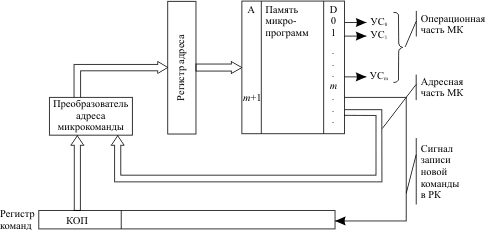 A
Память
микро-
программ
D
0
1
.
.
.
m
.
.
.
m+1
УС₀
УС₁
УСₘ
Операционная
часть МК
Адресная
часть МК
Регистр адреса
Преобразователь
адреса
микрокоманды
Сигнал
записи
новой
команды
в РК
Регистр
команд
КОП